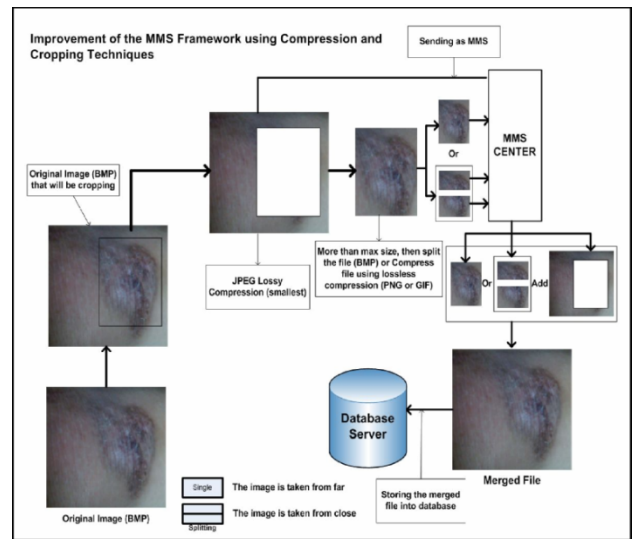 Improvement of the MMS Framework using Compression and
Cropping Techniques
Sending as MMS
MMS
CENTER
Or
Original Image (BMP)
that will be cropping
JPEG Lossy
Compression (smallest)
More than max size, then split
the file (BMP) or Compress
file using lossless
compression (PNG or GIF)
Or
Add
Database
Server
Merged File
Storing the merged
file into database
Original Image (BMP)
Single
The image is taken from far
The image is taken from close
Splitting